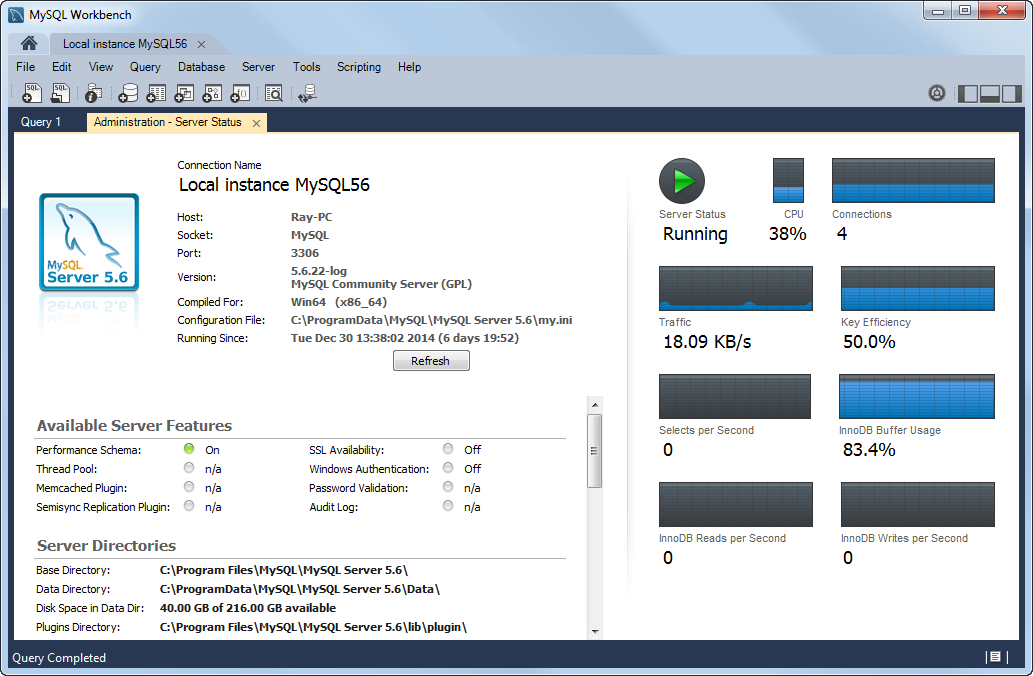 MySQL Workbench
Local instance MySQL56
File Edit View Query Database Server Tools Scripting Help
SQL SQL
Query 1 Administration - Server Status
Connection Name
Local instance MySQL56
MySQL
Server 5.6
Host: Ray-PC
Socket: MySQL
Port: 3306
Version: 5.6.22-log
MySQL Community Server (GPL)
Compiled For: Win64 (x86_64)
Configuration File: C:\ProgramData\MySQL\MySQL Server 5.6\my.ini
Running Since: Tue Dec 30 13:38:02 2014 (6 days 19:52)
Refresh
Available Server Features
Performance Schema: On SSL Availability: Off
Thread Pool: n/a Windows Authentication: Off
Memcached Plugin: n/a Password Validation: n/a
Semisync Replication Plugin: n/a Audit Log: n/a
Server Directories
Base Directory: C:\Program Files\MySQL\MySQL Server 5.6\
Data Directory: C:\ProgramData\MySQL\MySQL Server 5.6\Data\
Disk Space in Data Dir: 40.00 GB of 216.00 GB available
Plugins Directory: C:\Program Files\MySQL\MySQL Server 5.6\lib\plugin\
Server Status CPU Connections
Running 38% 4
Traffic Key Efficiency
18.09 KB/s 50.0%
Selects per Second InnoDB Buffer Usage
0 83.4%
InnoDB Reads per Second InnoDB Writes per Second
0 0
Query Completed